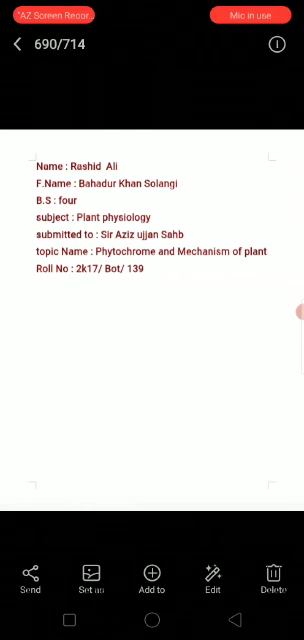 "AZ Screen Recor..
Mic in use
690/714
Name : Rashid Ali
F.Name : Bahadur Khan Solangi
B.S : four
subject : Plant physiology
submitted to : Sir Aziz ujjan Sahb
topic Name : Phytochrome and Mechanism of plant
Roll No : 2k17/ Bot/ 139
Send
Set as
Add to
Edit
Delete